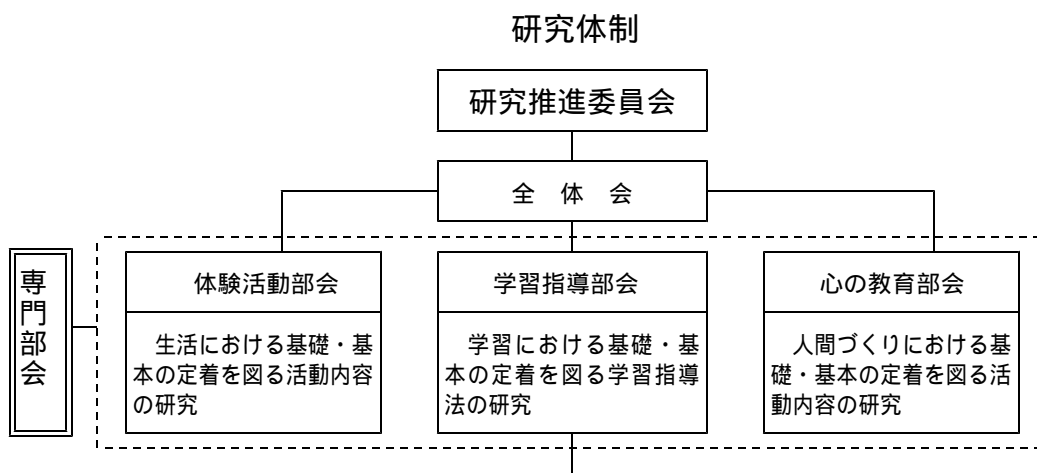 研究体制
研究推進委員会
全 体 会
専門部会
体験活動部会
生活における基礎・基
本の定着を図る活動内容
の研究
学習指導部会
学習における基礎・基
本の定着を図る学習指導
法の研究
心の教育部会
人間づくりにおける基
礎・基本の定着を図る活
動内容の研究